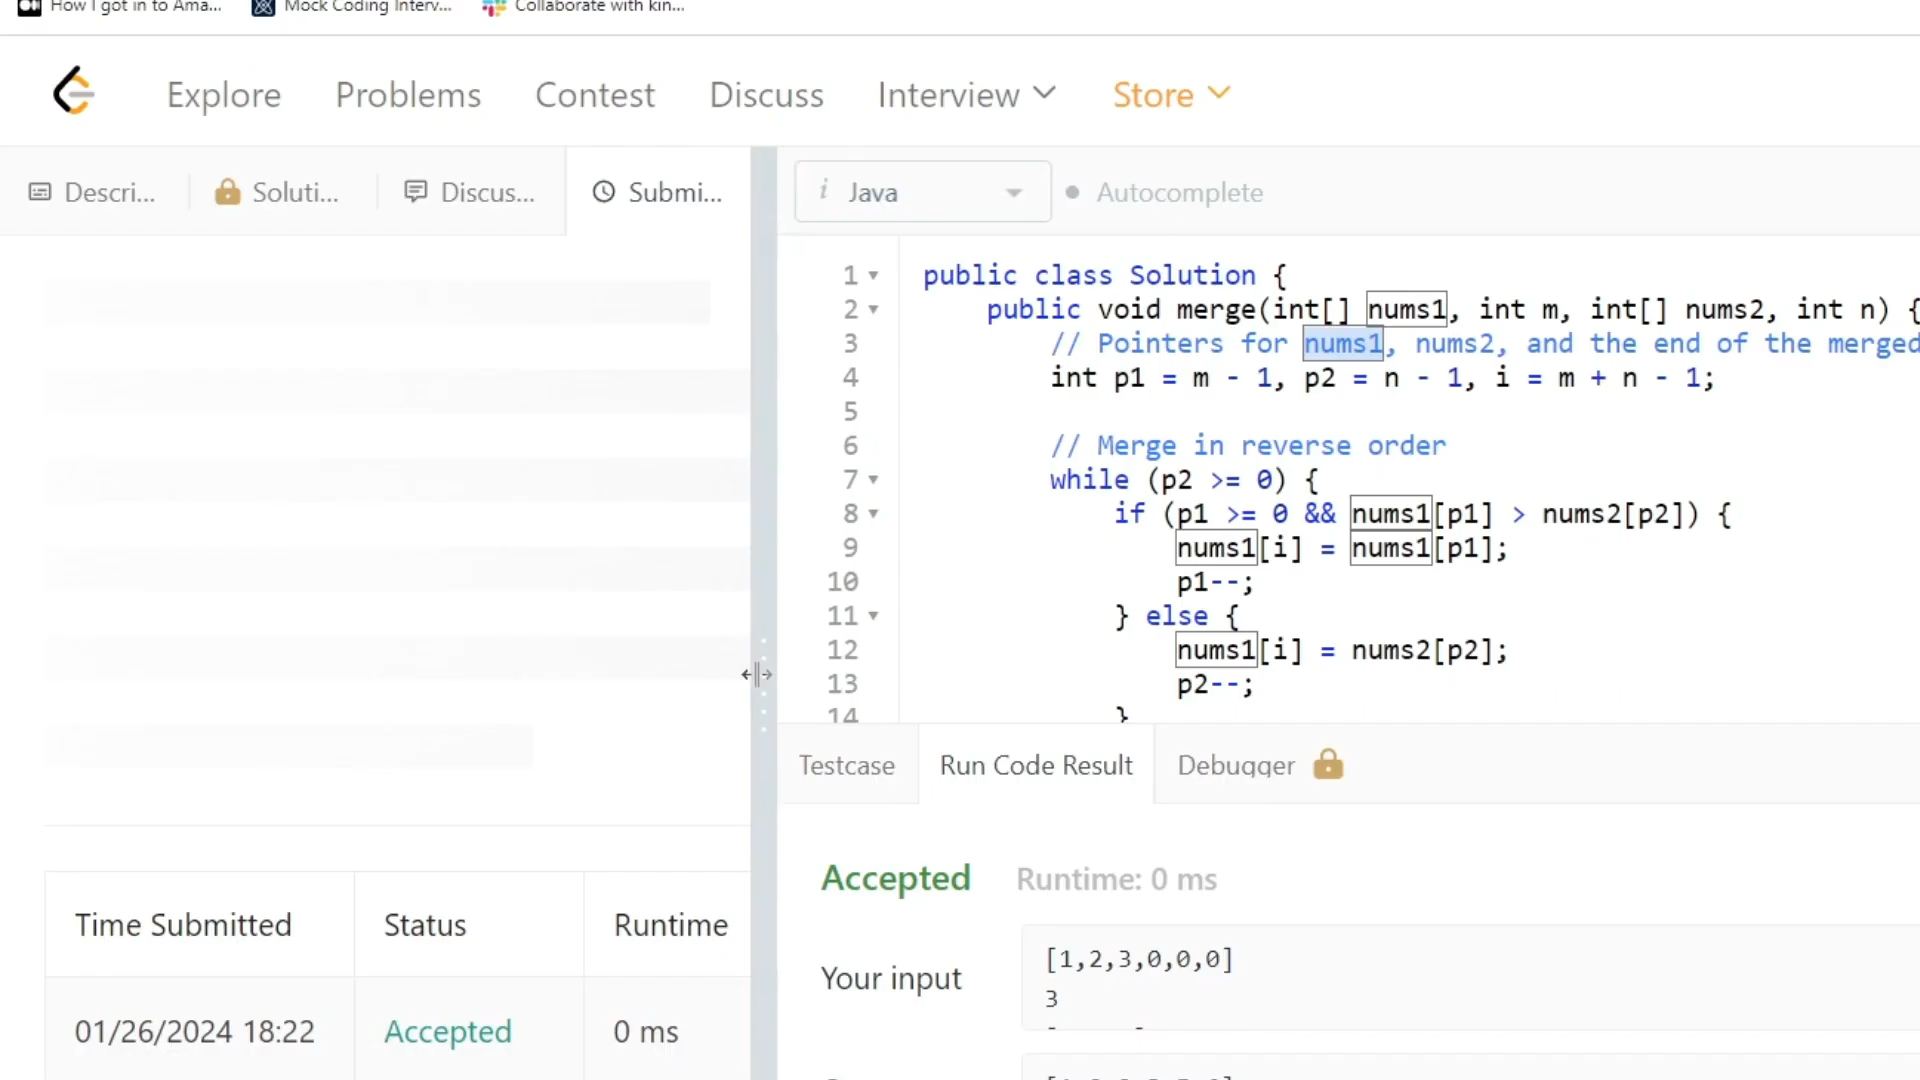 How I got in to Ama...
Mock Coding Interv...
Collaborate with kin...
Explore
Problems
Contest
Discuss
Interview
Store
Descri...
Soluti...
Discus...
Submi...
i Java
Autocomplete
1 public class Solution {
2 public void merge(int[] nums1, int m, int[] nums2, int n) {
3 // Pointers for nums1, nums2, and the end of the merged
4 int p1 = m - 1, p2 = n - 1, i = m + n - 1;
5
6 // Merge in reverse order
7 while (p2 >= 0) {
8 if (p1 >= 0 && nums1[p1] > nums2[p2]) {
9 nums1[i] = nums1[p1];
10 p1--;
11 } else {
12 nums1[i] = nums2[p2];
13 p2--;
14 }
Testcase
Run Code Result
Debugger
Accepted Runtime: 0 ms
Your input
[1,2,3,0,0,0]
3
Time Submitted Status Runtime
01/26/2024 18:22 Accepted 0 ms